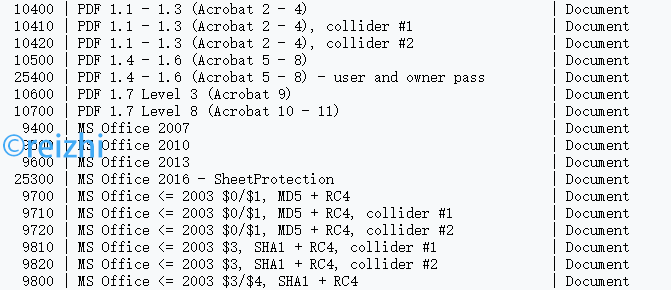 10400 | PDF 1.1 - 1.3 (Acrobat 2 - 4) | Document
10410 | PDF 1.1 - 1.3 (Acrobat 2 - 4), collider #1 | Document
10420 | PDF 1.1 - 1.3 (Acrobat 2 - 4), collider #2 | Document
10500 | PDF 1.4 - 1.6 (Acrobat 5 - 8) | Document
25400 | PDF 1.4 - 1.6 (Acrobat 5 - 8) - user and owner pass | Document
10600 | PDF 1.7 Level 3 (Acrobat 9) | Document
10700 | PDF 1.7 Level 8 (Acrobat 10 - 11) | Document
9400 | MS Office 2007 | Document
©reizhi
| MS Office 2010 | Document
9600 | MS Office 2013 | Document
25300 | MS Office 2016 - SheetProtection | Document
9700 | MS Office <= 2003 $0/$1, MD5 + RC4 | Document
9710 | MS Office <= 2003 $0/$1, MD5 + RC4, collider #1 | Document
9720 | MS Office <= 2003 $0/$1, MD5 + RC4, collider #2 | Document
9810 | MS Office <= 2003 $3, SHA1 + RC4, collider #1 | Document
9820 | MS Office <= 2003 $3, SHA1 + RC4, collider #2 | Document
9800 | MS Office <= 2003 $3/$4, SHA1 + RC4 | Document